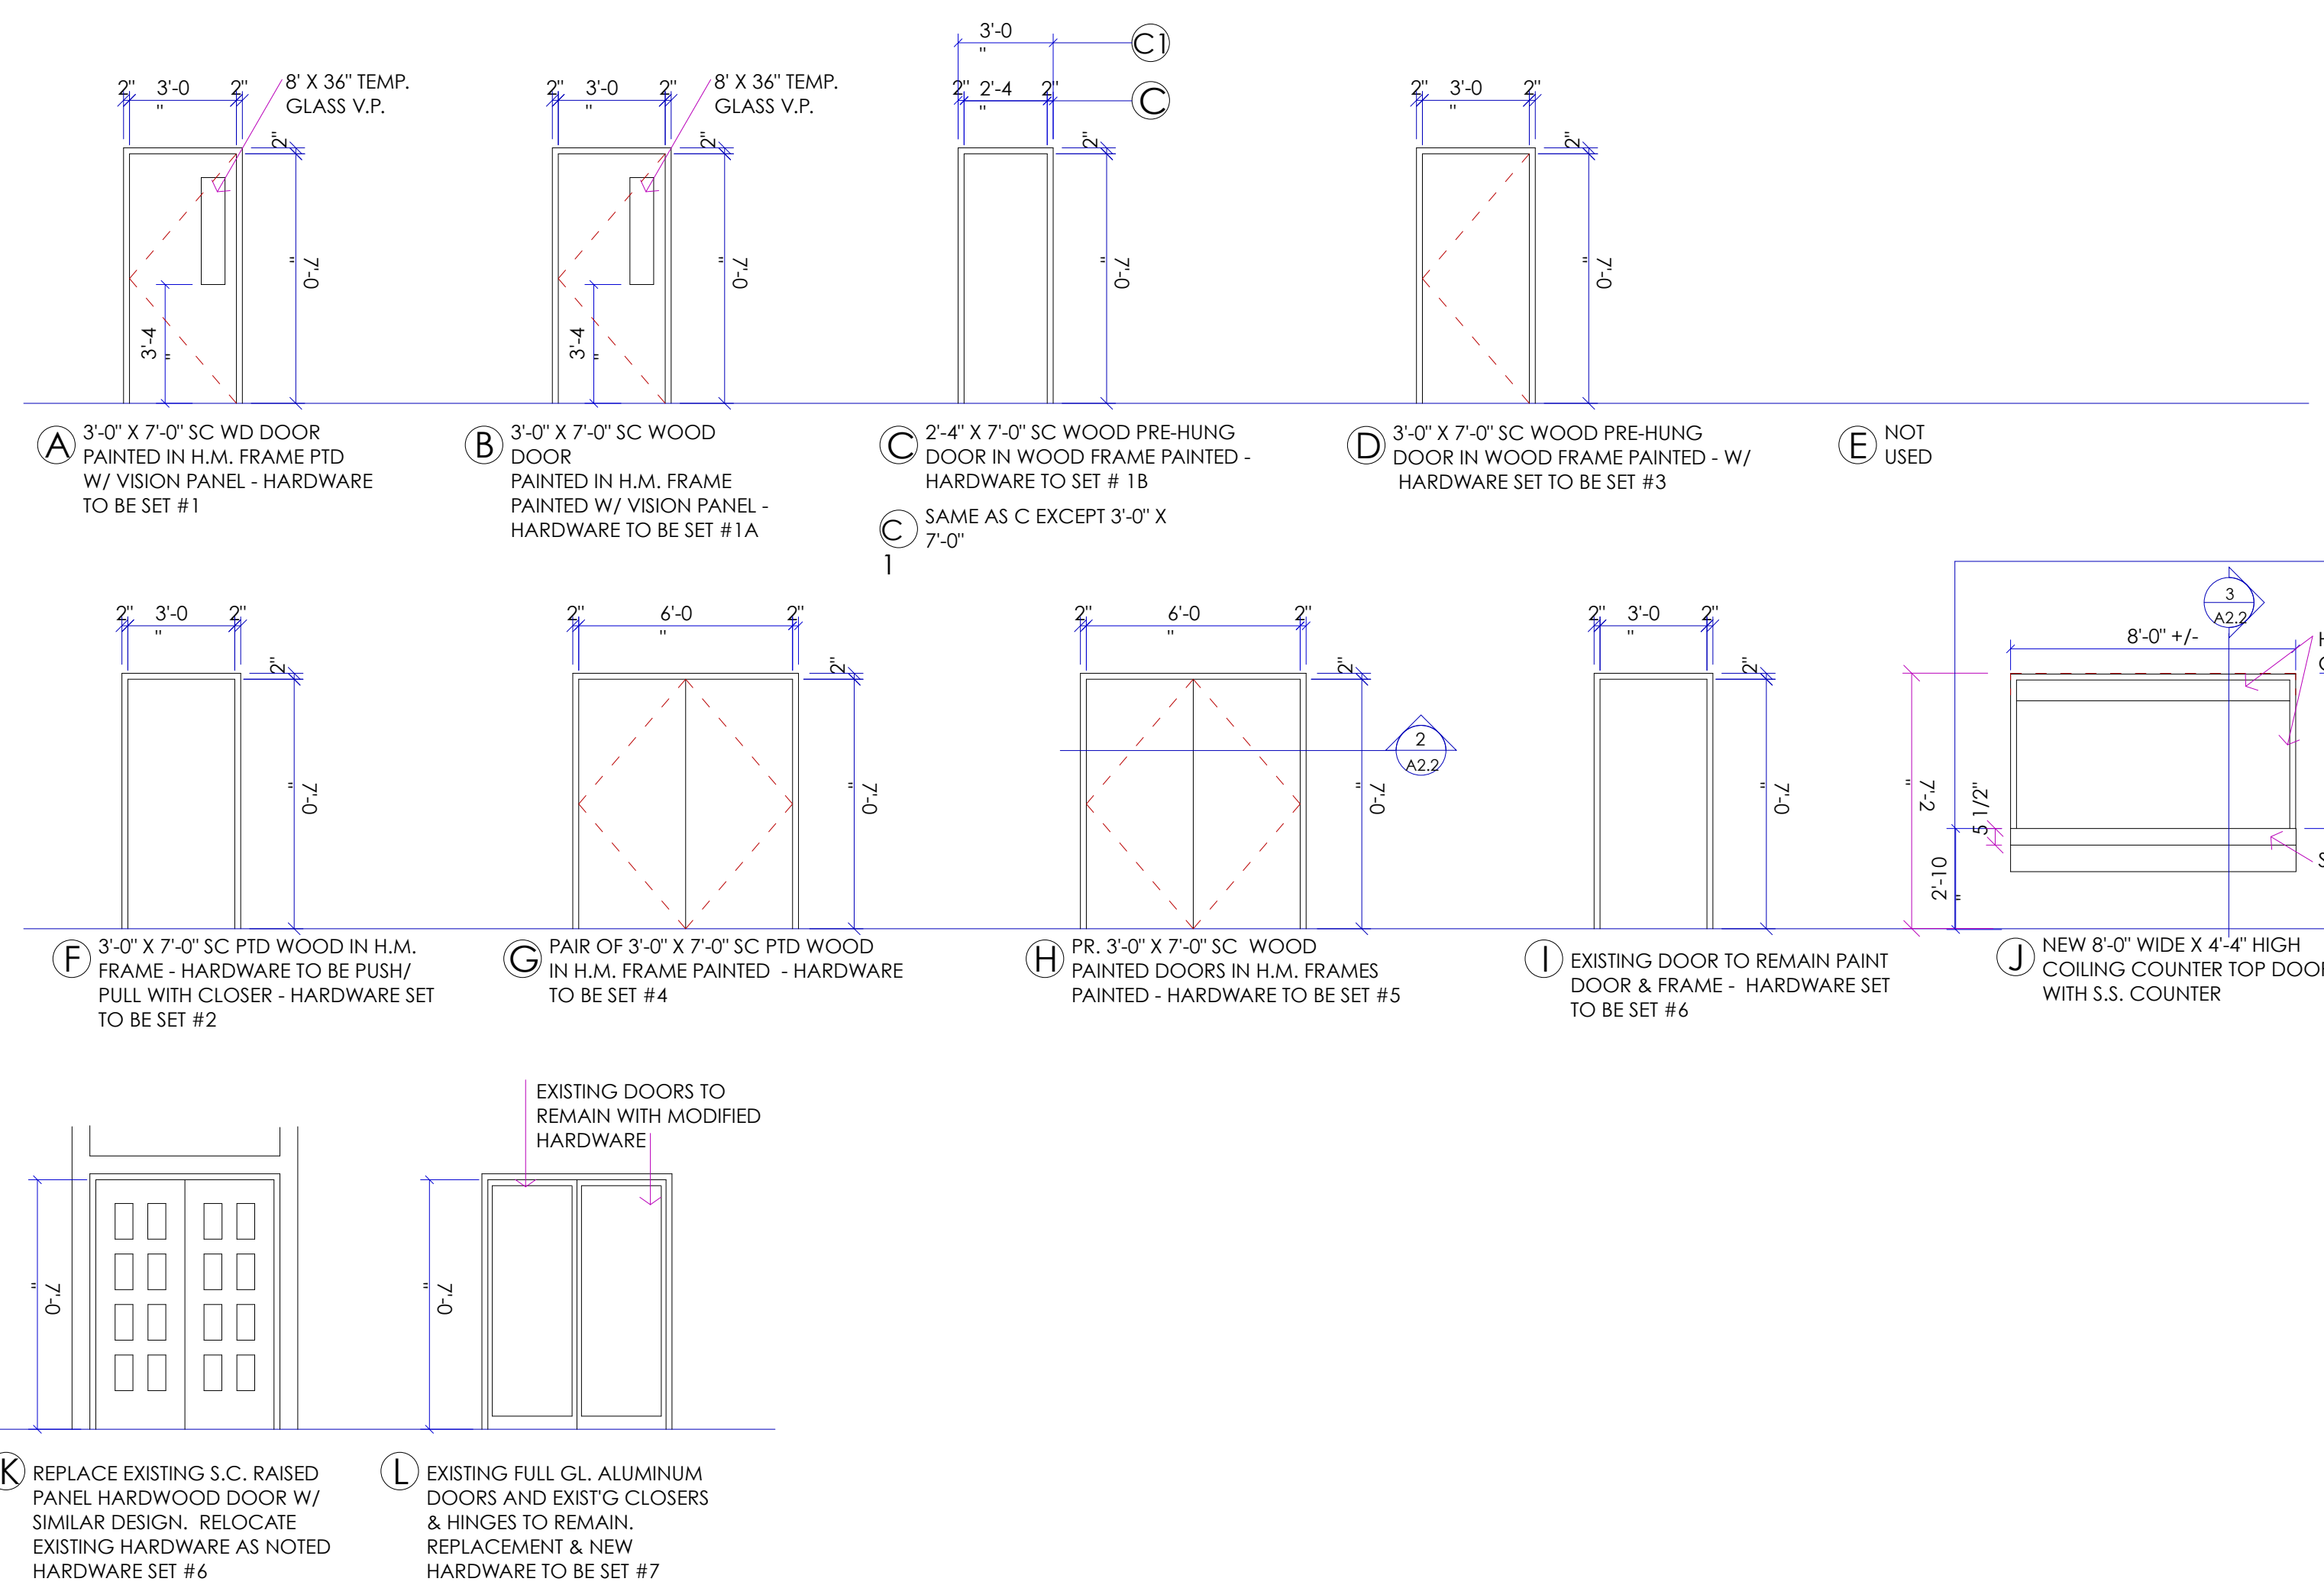 3'-0"
C1
2" 3'-0" 2"
8' X 36" TEMP.
GLASS V.P.
2"
7'-0"
3'-4"
2" 3'-0" 2"
8' X 36" TEMP.
GLASS V.P.
2"
7'-0"
3'-4"
2" 2'-4" 2"
C
2"
7'-0"
2" 3'-0" 2"
2"
7'-0"
A
3'-0" X 7'-0" SC WD DOOR
PAINTED IN H.M. FRAME PTD
W/ VISION PANEL - HARDWARE
TO BE SET #1
B
3'-0" X 7'-0" SC WOOD
DOOR
PAINTED IN H.M. FRAME
PAINTED W/ VISION PANEL -
HARDWARE TO BE SET #1A
C
2'-4" X 7'-0" SC WOOD PRE-HUNG
DOOR IN WOOD FRAME PAINTED -
HARDWARE TO SET # 1B
C1
SAME AS C EXCEPT 3'-0" X
7'-0"
D
3'-0" X 7'-0" SC WOOD PRE-HUNG
DOOR IN WOOD FRAME PAINTED - W/
HARDWARE SET TO BE SET #3
E
NOT
USED
2" 3'-0" 2"
2"
7'-0"
2" 6'-0" 2"
2"
7'-0"
2" 6'-0" 2"
2"
7'-0"
2
A2.2
2" 3'-0" 2"
2"
7'-0"
3
A2.2
8'-0" +/-
7'-2"
5 1/2"
2'-10"
F
3'-0" X 7'-0" SC PTD WOOD IN H.M.
FRAME - HARDWARE TO BE PUSH/
PULL WITH CLOSER - HARDWARE SET
TO BE SET #2
G
PAIR OF 3'-0" X 7'-0" SC PTD WOOD
IN H.M. FRAME PAINTED - HARDWARE
TO BE SET #4
H
PR. 3'-0" X 7'-0" SC WOOD
PAINTED DOORS IN H.M. FRAMES
PAINTED - HARDWARE TO BE SET #5
I
EXISTING DOOR TO REMAIN PAINT
DOOR & FRAME - HARDWARE SET
TO BE SET #6
J
NEW 8'-0" WIDE X 4'-4" HIGH
COILING COUNTER TOP DOOR
WITH S.S. COUNTER
EXISTING DOORS TO
REMAIN WITH MODIFIED
HARDWARE
7'-0"
7'-0"
K
REPLACE EXISTING S.C. RAISED
PANEL HARDWOOD DOOR W/
SIMILAR DESIGN. RELOCATE
EXISTING HARDWARE AS NOTED
HARDWARE SET #6
L
EXISTING FULL GL. ALUMINUM
DOORS AND EXIST'G CLOSERS
& HINGES TO REMAIN.
REPLACEMENT & NEW
HARDWARE TO BE SET #7